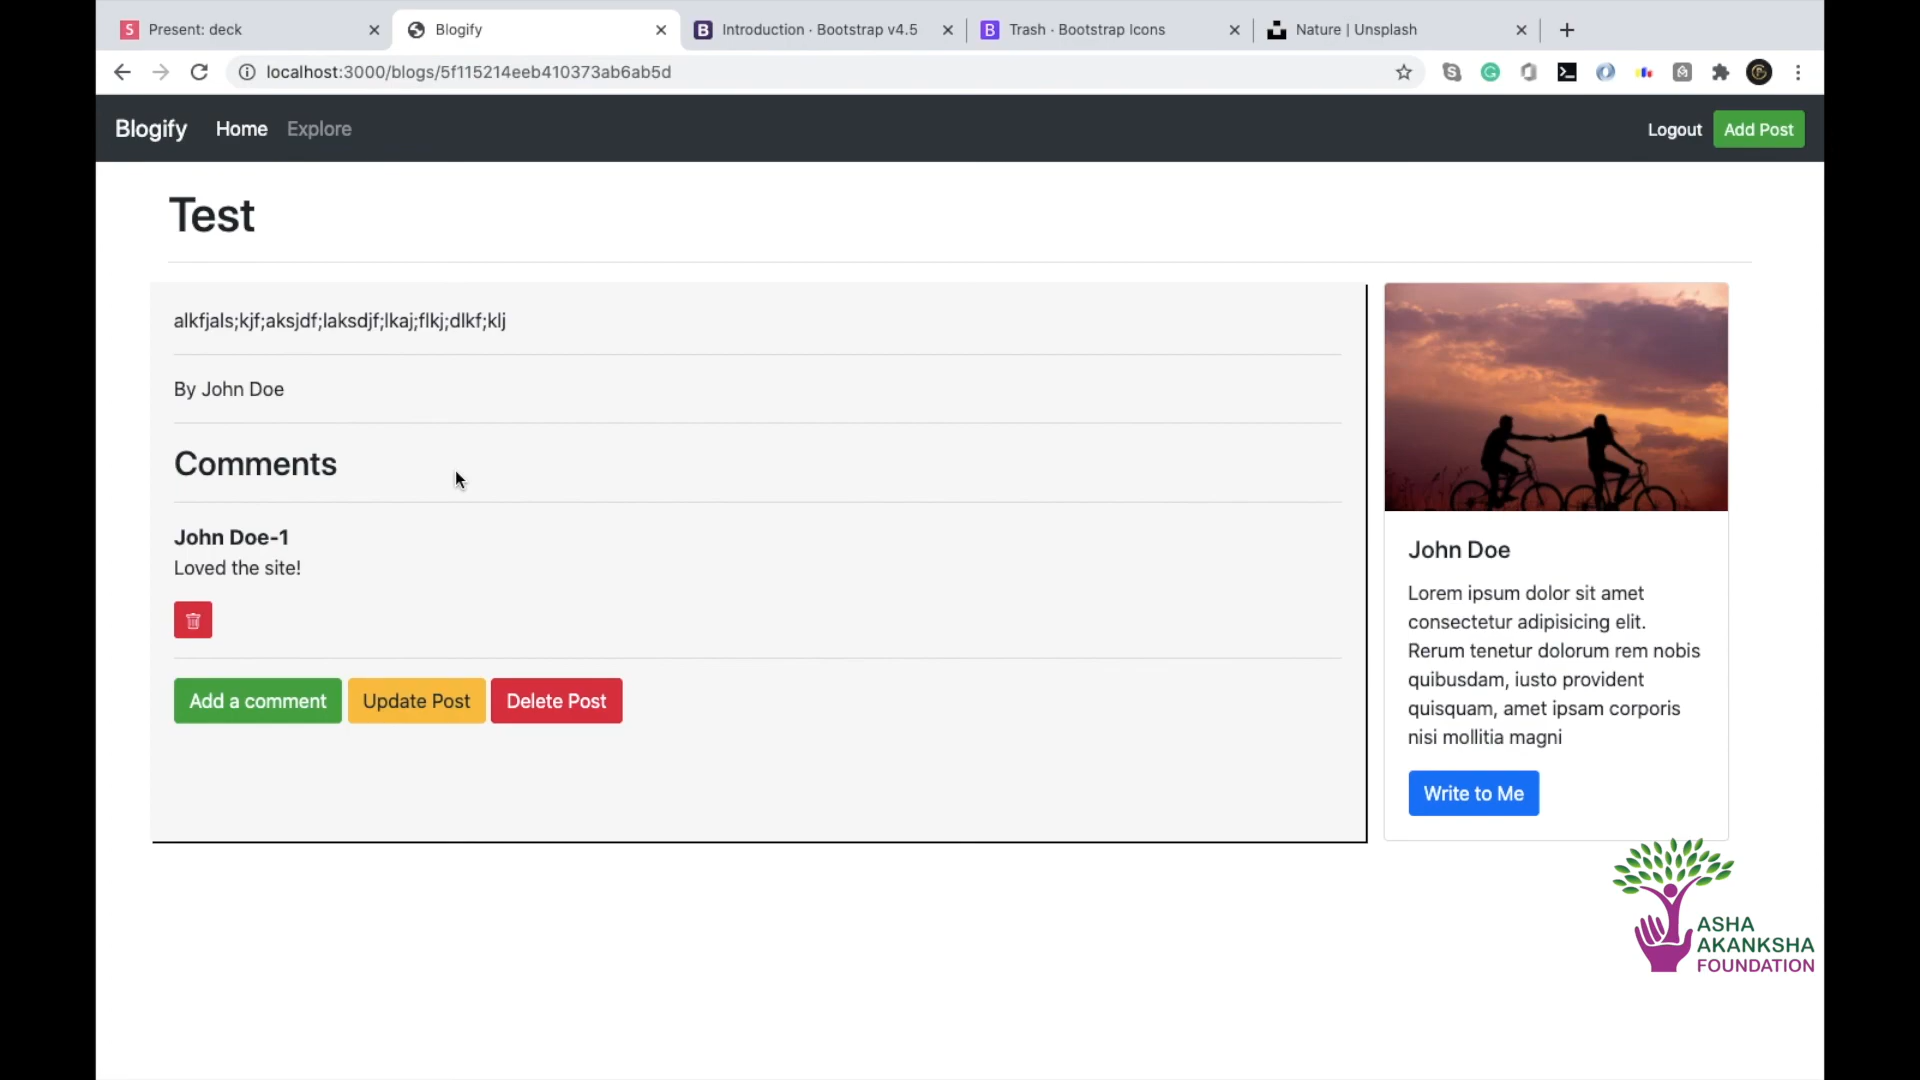 Present: deck
Blogify
Introduction · Bootstrap v4.5
Trash · Bootstrap Icons
Nature | Unsplash
localhost:3000/blogs/5f115214eeb410373ab6ab5d
Blogify
Home
Explore
Logout
Add Post
Test
alkfjals;kjf;aksjdf;laksdjf;lkaj;flkj;dlkf;klj
By John Doe
Comments
John Doe-1
Loved the site!
Add a comment
Update Post
Delete Post
John Doe
Lorem ipsum dolor sit amet
consectetur adipisicing elit.
Rerum tenetur dolorum rem nobis
quibusdam, iusto provident
quisquam, amet ipsam corporis
nisi mollitia magni
Write to Me
ASHA
AKANKSHA
FOUNDATION